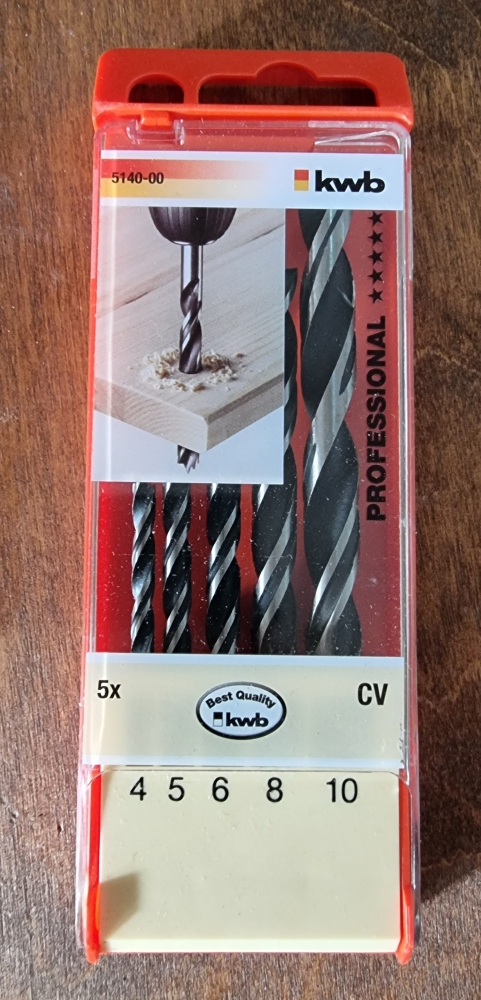 5140-00
kwb
PROFESSIONAL ★★★★★
5x
Best Quality
kwb
CV
4 5 6 8 10